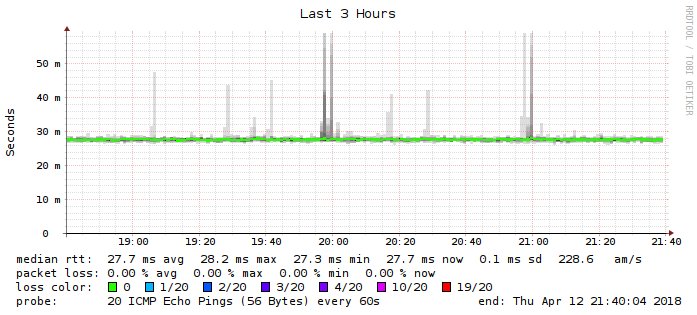 Last 3 Hours
RRDTOOL / TOBI OETIKER
Seconds
50 m
40 m
30 m
20 m
10 m
0
19:00 19:20 19:40 20:00 20:20 20:40 21:00 21:20 21:40
median rtt: 27.7 ms avg 28.2 ms max 27.3 ms min 27.7 ms now 0.1 ms sd 228.6 am/s
packet loss: 0.00 % avg 0.00 % max 0.00 % min 0.00 % now
loss color: 0 1/20 2/20 3/20 4/20 10/20 19/20
probe: 20 ICMP Echo Pings (56 Bytes) every 60s end: Thu Apr 12 21:40:04 2018